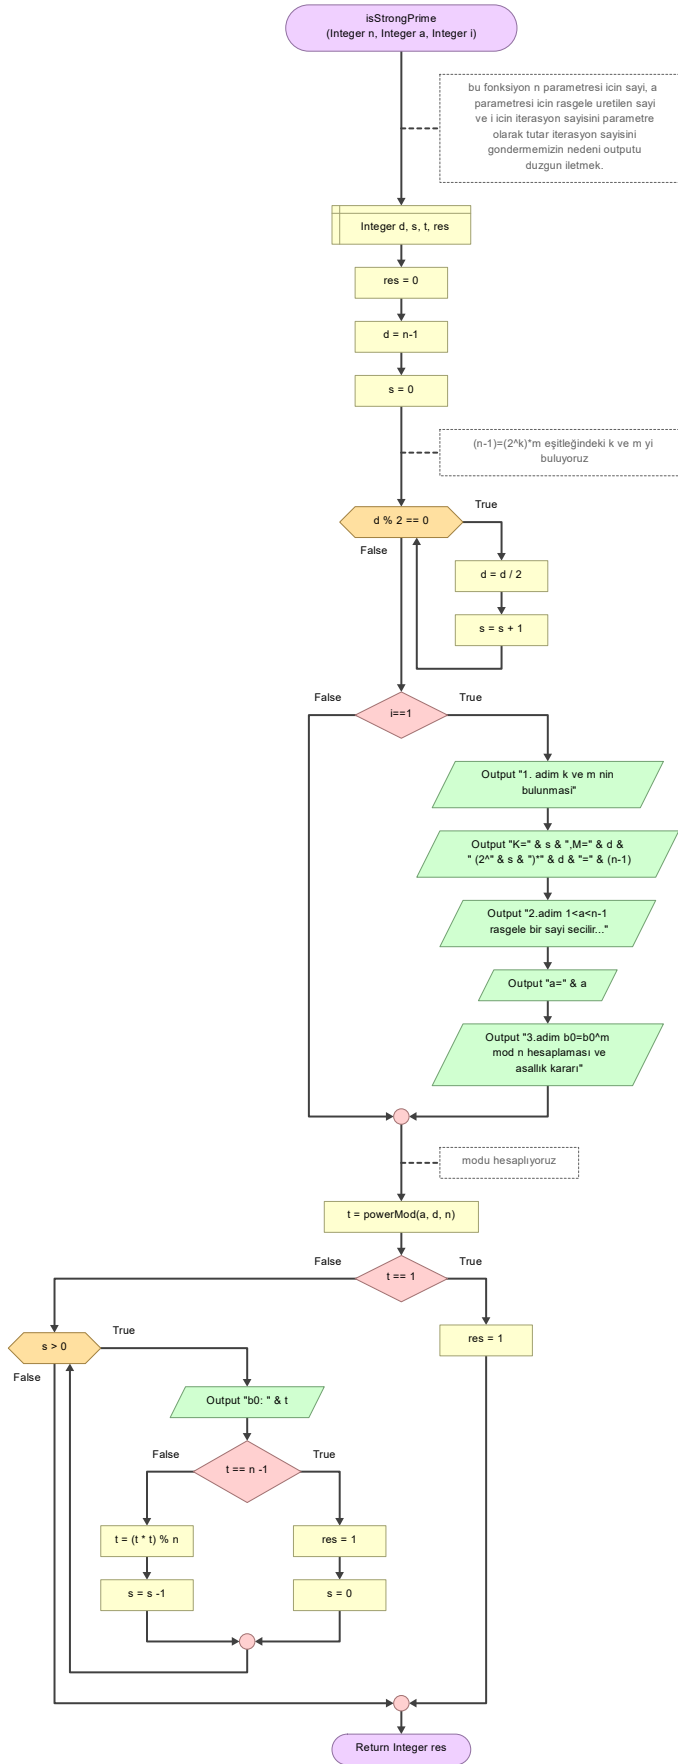 isStrongPrime
(Integer n, Integer a, Integer i)
bu fonksiyon n parametresi icin sayi, a
parametresi icin rasgele uretilen sayi
ve i icin iterasyon sayisini parametre
olarak tutar iterasyon sayisini
gondermemizin nedeni outputu
duzgun iletmek.
Integer d, s, t, res
res = 0
d = n-1
s = 0
(n-1)=(2^k)*m eşitleğindeki k ve m yi
buluyoruz
True
d % 2 == 0
False
d = d / 2
s = s + 1
False
True
i==1
Output "1. adim k ve m nin
bulunmasi"
Output "K=" & s & ",M=" & d &
" (2^" & s & ")*" & d & "=" & (n-1)
Output "2.adim 1<a<n-1
rasgele bir sayi secilir..."
Output "a=" & a
Output "3.adim b0=b0^m
mod n hesaplaması ve
asallık kararı"
modu hesaplıyoruz
t = powerMod(a, d, n)
False
True
t == 1
True
res = 1
s > 0
False
Output "b0: " & t
False
True
t == n -1
t = (t * t) % n
res = 1
s = s -1
s = 0
Return Integer res